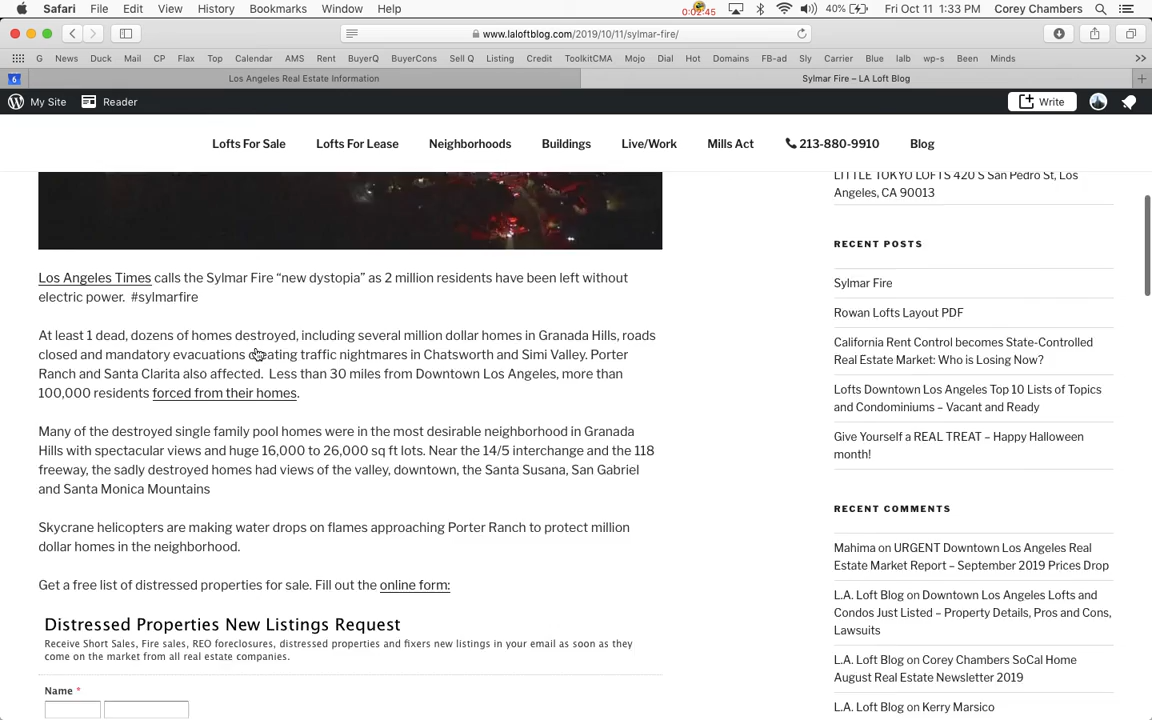 Safari File Edit View History Bookmarks Window Help 0:02:45 40% Fri Oct 11 1:33 PM Corey Chambers
www.laloftblog.com/2019/10/11/sylmar-fire/
G News Duck Mail CP Flax Top Calendar AMS Rent BuyerQ BuyerCons Sell Q Listing Credit ToolkitCMA Mojo Dial Hot Domains FB-ad Sly Carrier Blue lalb wp-s Been Minds
6 Los Angeles Real Estate Information Sylmar Fire – LA Loft Blog
My Site Reader Write
Lofts For Sale Lofts For Lease Neighborhoods Buildings Live/Work Mills Act 213-880-9910 Blog
Los Angeles Times calls the Sylmar Fire “new dystopia” as 2 million residents have been left without
electric power. #sylmarfire
At least 1 dead, dozens of homes destroyed, including several million dollar homes in Granada Hills, roads
closed and mandatory evacuations creating traffic nightmares in Chatsworth and Simi Valley. Porter
Ranch and Santa Clarita also affected. Less than 30 miles from Downtown Los Angeles, more than
100,000 residents forced from their homes.
Many of the destroyed single family pool homes were in the most desirable neighborhood in Granada
Hills with spectacular views and huge 16,000 to 26,000 sq ft lots. Near the 14/5 interchange and the 118
freeway, the sadly destroyed homes had views of the valley, downtown, the Santa Susana, San Gabriel
and Santa Monica Mountains
Skycrane helicopters are making water drops on flames approaching Porter Ranch to protect million
dollar homes in the neighborhood.
Get a free list of distressed properties for sale. Fill out the online form:
Distressed Properties New Listings Request
Receive Short Sales, Fire sales, REO foreclosures, distressed properties and fixers new listings in your email as soon as they
come on the market from all real estate companies.
Name *
LITTLE TOKYO LOFTS 420 S San Pedro St, Los
Angeles, CA 90013
RECENT POSTS
Sylmar Fire
Rowan Lofts Layout PDF
California Rent Control becomes State-Controlled
Real Estate Market: Who is Losing Now?
Lofts Downtown Los Angeles Top 10 Lists of Topics
and Condominiums – Vacant and Ready
Give Yourself a REAL TREAT – Happy Halloween
month!
RECENT COMMENTS
Mahima on URGENT Downtown Los Angeles Real
Estate Market Report – September 2019 Prices Drop
L.A. Loft Blog on Downtown Los Angeles Lofts and
Condos Just Listed – Property Details, Pros and Cons,
Lawsuits
L.A. Loft Blog on Corey Chambers SoCal Home
August Real Estate Newsletter 2019
L.A. Loft Blog on Kerry Marsico